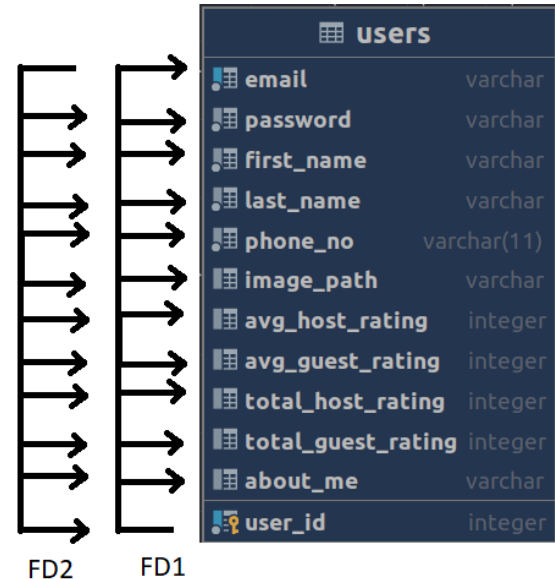 users
email varchar
password varchar
first_name varchar
last_name varchar
phone_no varchar(11)
image_path varchar
avg_host_rating integer
avg_guest_rating integer
total_host_rating integer
total_guest_rating integer
about_me varchar
user_id integer
FD2 FD1